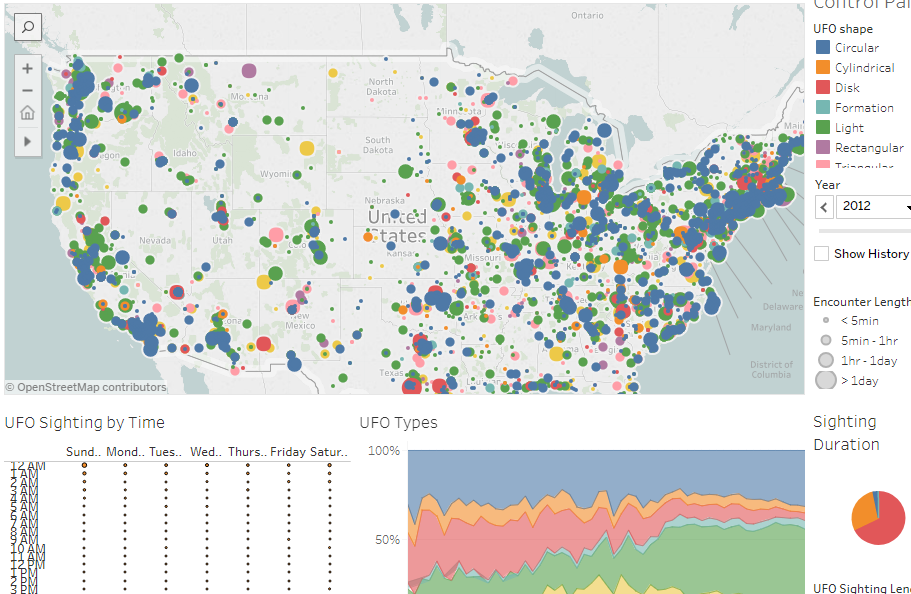 Control Pa
UFO shape
Circular
Cylindrical
Disk
Formation
Light
Rectangular
Triangular
Year
2012
Show History
Encounter Length
< 5min
5min - 1hr
1hr - 1day
> 1day
Ontario
North
Dakota
South
Dakota
Idaho
Nebraska
United
States
Nevada
Utah
Kansas
Missouri
New
Mexico
Texas
Delaware
Maryland
District of
Columbia
© OpenStreetMap contributors
UFO Sighting by Time
Sund.. Mond.. Tues.. Wed.. Thurs.. Friday Satur..
12 AM
1 AM
2 AM
3 AM
4 AM
5 AM
6 AM
7 AM
8 AM
9 AM
10 AM
11 AM
12 PM
1 PM
2 PM
3 PM
UFO Types
100%
50%
Sighting
Duration
UFO Sighting Len